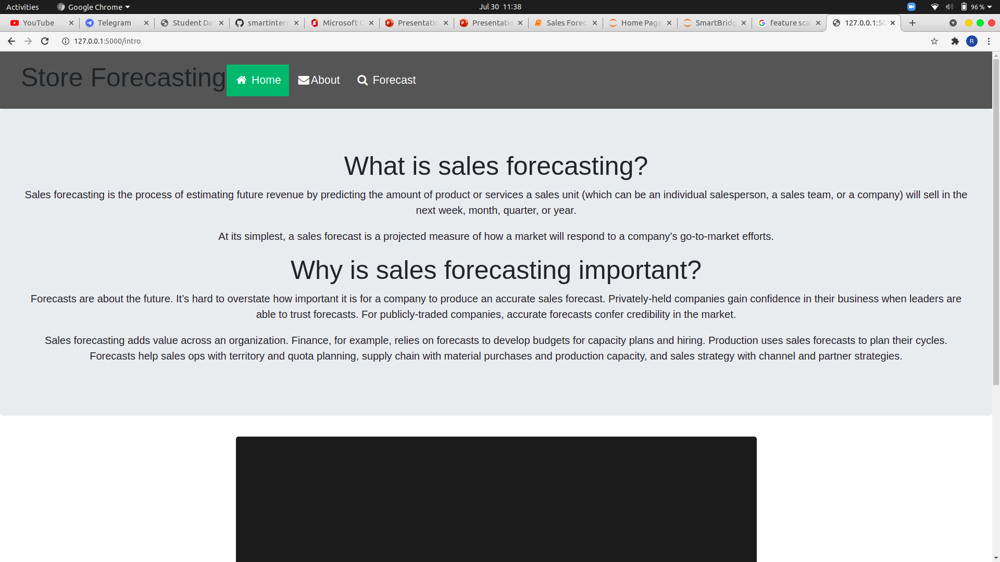 Activities
Google Chrome
Jul 30 11:38
96 %
YouTube
Telegram
Student Da
smartintern
Microsoft O
Presentatio
Presentatio
Sales Forec
Home Page
SmartBridg
feature scal
127.0.0.1:50
127.0.0.1:5000/intro
R
Store Forecasting
Home
About
Forecast
What is sales forecasting?
Sales forecasting is the process of estimating future revenue by predicting the amount of product or services a sales unit (which can be an individual salesperson, a sales team, or a company) will sell in the
next week, month, quarter, or year.
At its simplest, a sales forecast is a projected measure of how a market will respond to a company’s go-to-market efforts.
Why is sales forecasting important?
Forecasts are about the future. It’s hard to overstate how important it is for a company to produce an accurate sales forecast. Privately-held companies gain confidence in their business when leaders are
able to trust forecasts. For publicly-traded companies, accurate forecasts confer credibility in the market.
Sales forecasting adds value across an organization. Finance, for example, relies on forecasts to develop budgets for capacity plans and hiring. Production uses sales forecasts to plan their cycles.
Forecasts help sales ops with territory and quota planning, supply chain with material purchases and production capacity, and sales strategy with channel and partner strategies.